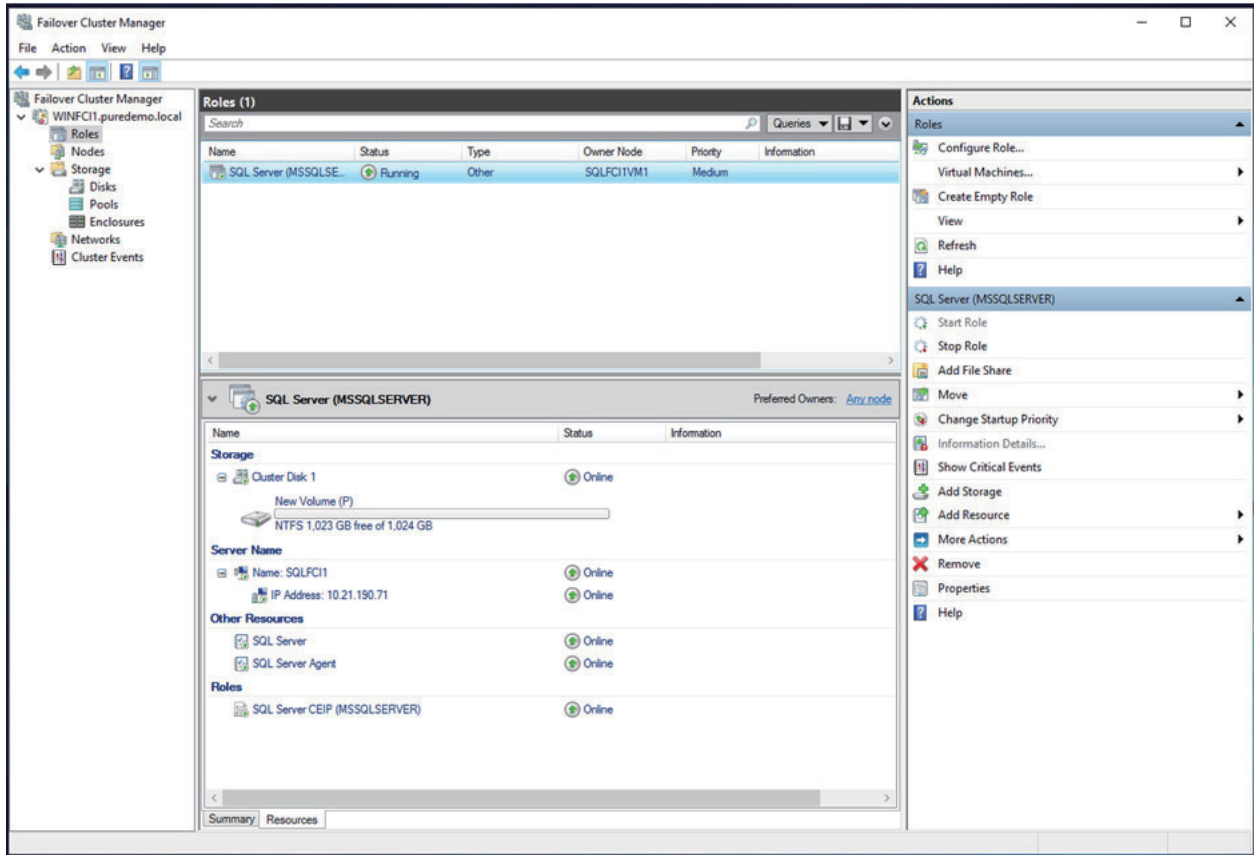 Failover Cluster Manager
File Action View Help
Failover Cluster Manager
WINFCI1.puredemo.local
Roles
Nodes
Storage
Disks
Pools
Enclosures
Networks
Cluster Events
Roles (1)
Search
Queries
Name Status Type Owner Node Priority Information
SQL Server (MSSQLSE... Running Other SQLFCI1VM1 Medium
SQL Server (MSSQLSERVER) Preferred Owners: Any node
Name Status Information
Storage
Cluster Disk 1 Online
New Volume (P)
NTFS 1,023 GB free of 1,024 GB
Server Name
Name: SQLFCI1 Online
IP Address: 10.21.190.71 Online
Other Resources
SQL Server Online
SQL Server Agent Online
Roles
SQL Server CEIP (MSSQLSERVER) Online
Summary Resources
Actions
Roles
Configure Role...
Virtual Machines...
Create Empty Role
View
Refresh
Help
SQL Server (MSSQLSERVER)
Start Role
Stop Role
Add File Share
Move
Change Startup Priority
Information Details...
Show Critical Events
Add Storage
Add Resource
More Actions
Remove
Properties
Help